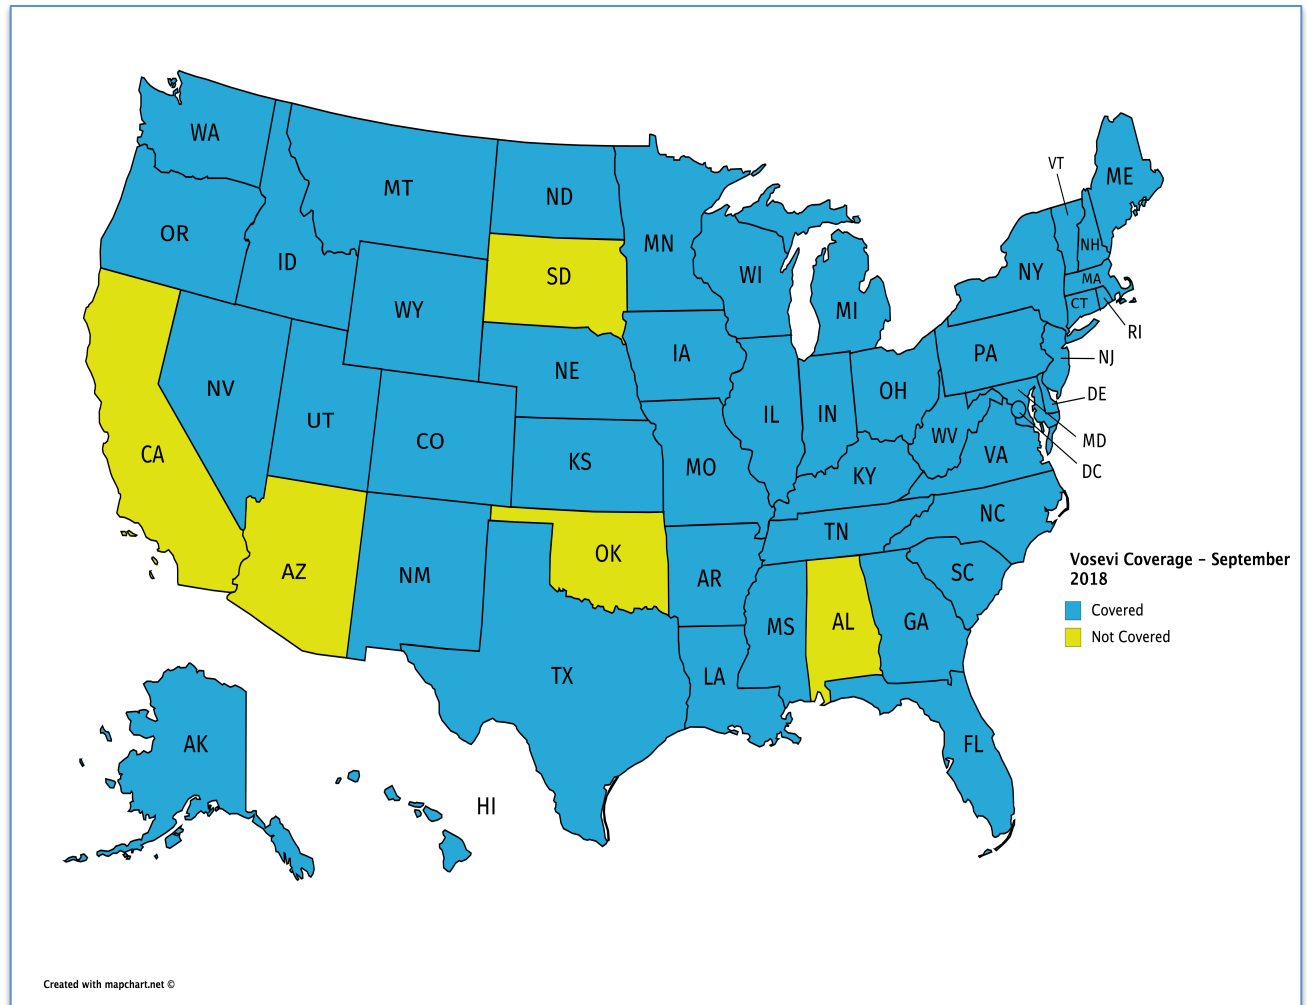 WA
MT
ND
VT
ME
OR
ID
MN
NH
SD
WI
NY
MA
WY
MI
CT
RI
IA
PA
NJ
NE
NV
OH
DE
UT
IL
IN
CO
WV
MD
CA
KS
MO
KY
VA
DC
NC
TN
OK
AZ
NM
AR
SC
Vosevi Coverage – September
2018
Covered
MS
AL
GA
Not Covered
TX
LA
AK
FL
HI
Created with mapchart.net ©